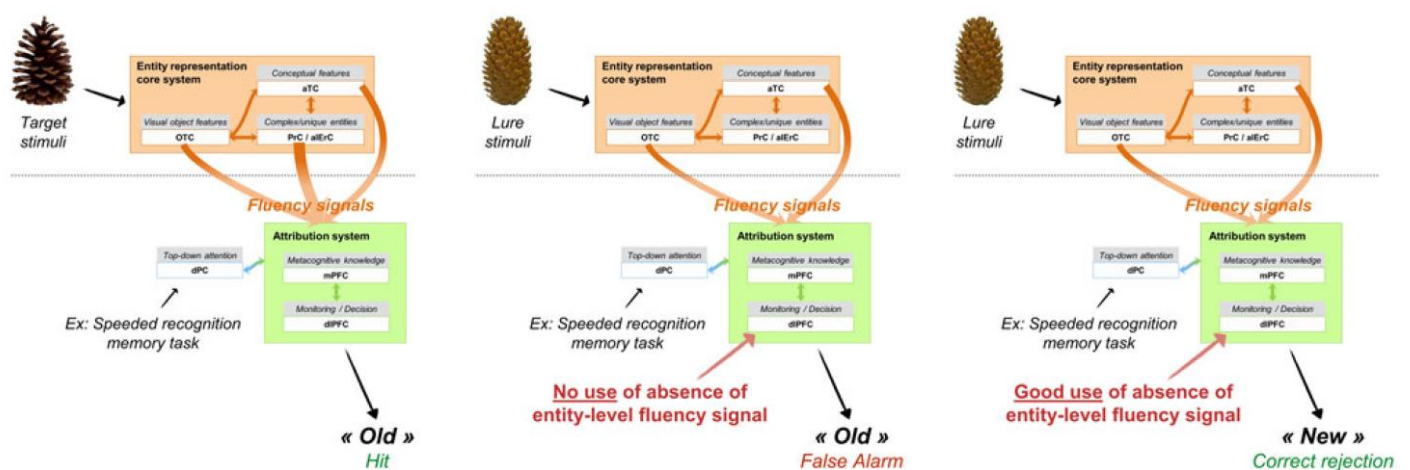 Target
stimuli
Entity representation
core system
Conceptual features
aTC
Visual object features
OTC
Complex/unique entities
PrC / alErC
Fluency signals
Attribution system
Top-down attention
dPC
Metacognitive knowledge
mPFC
Monitoring / Decision
dlPFC
Ex: Speeded recognition
memory task
« Old »
Hit
Lure
stimuli
Entity representation
core system
Conceptual features
aTC
Visual object features
OTC
Complex/unique entities
PrC / alErC
Fluency signals
Attribution system
Top-down attention
dPC
Metacognitive knowledge
mPFC
Monitoring / Decision
dlPFC
Ex: Speeded recognition
memory task
No use of absence of
entity-level fluency signal
« Old »
False Alarm
Lure
stimuli
Entity representation
core system
Conceptual features
aTC
Visual object features
OTC
Complex/unique entities
PrC / alErC
Fluency signals
Attribution system
Top-down attention
dPC
Metacognitive knowledge
mPFC
Monitoring / Decision
dlPFC
Ex: Speeded recognition
memory task
Good use of absence of
entity-level fluency signal
« New »
Correct rejection